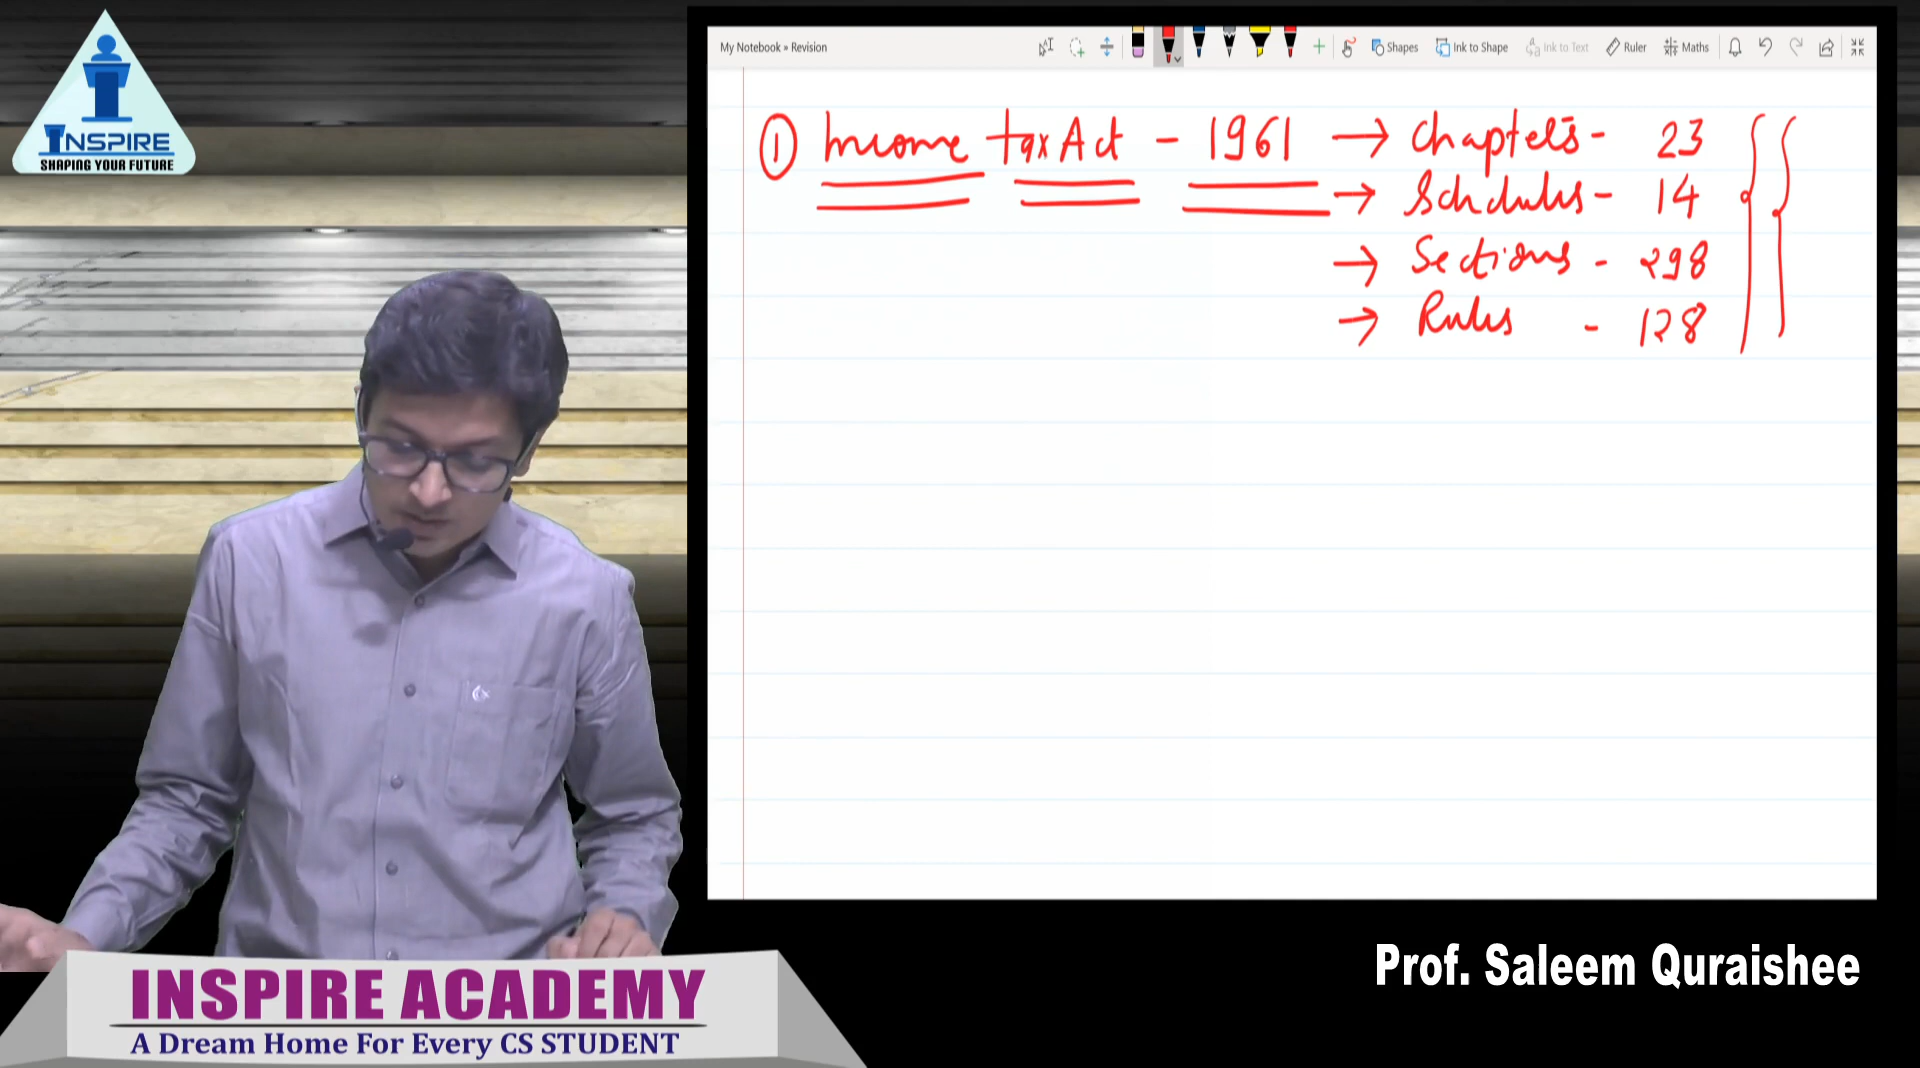 INSPIRE
SHAPING YOUR FUTURE
My Notebook » Revision
Shapes
Ink to Shape
Ink to Text
Ruler
Maths
① Income tax Act - 1961 → Chapters - 23
→ Schdules - 14
→ Sections - 298
→ Rules - 128
Prof. Saleem Quraishee
INSPIRE ACADEMY
A Dream Home For Every CS STUDENT